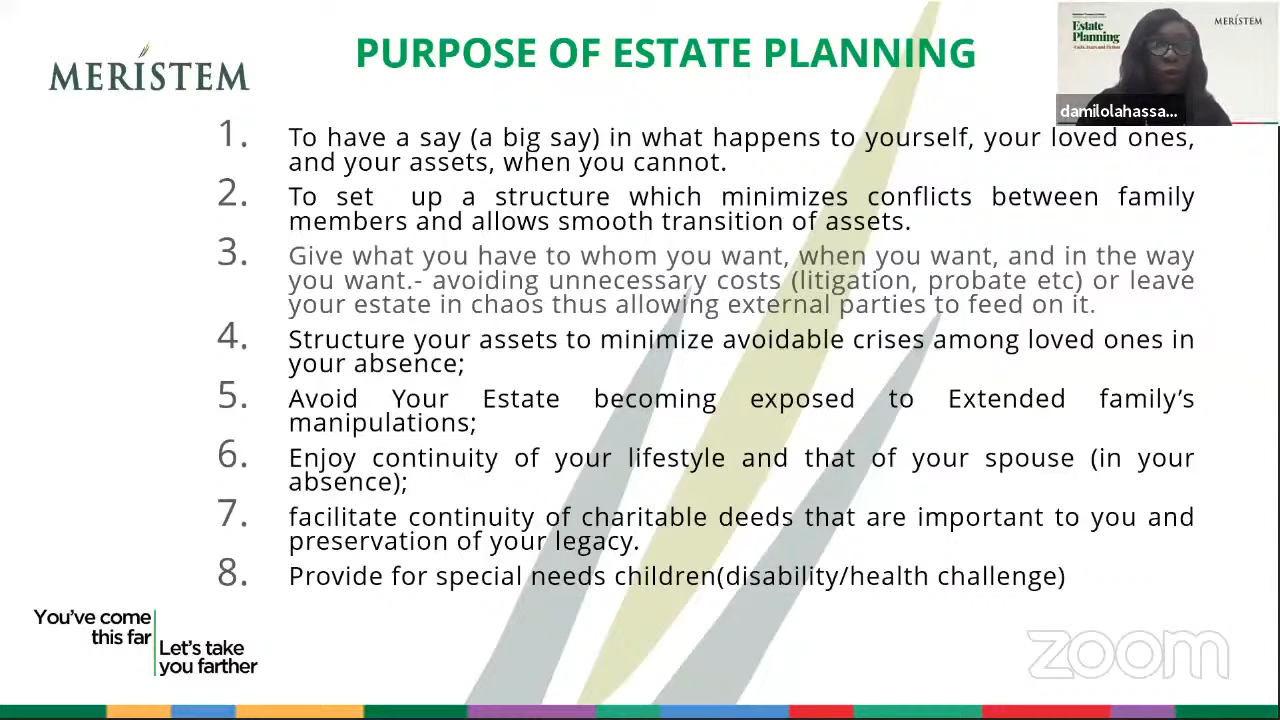 MERÍSTEM
PURPOSE OF ESTATE PLANNING
Estate
Planning
MERÍSTEM
damilolahassa...
1. To have a say (a big say) in what happens to yourself, your loved ones,
and your assets, when you cannot.
2. To set up a structure which minimizes conflicts between family
members and allows smooth transition of assets.
3. Give what you have to whom you want, when you want, and in the way
you want.- avoiding unnecessary costs (litigation, probate etc) or leave
your estate in chaos thus allowing external parties to feed on it.
4. Structure your assets to minimize avoidable crises among loved ones in
your absence;
5. Avoid Your Estate becoming exposed to Extended family’s
manipulations;
6. Enjoy continuity of your lifestyle and that of your spouse (in your
absence);
7. facilitate continuity of charitable deeds that are important to you and
preservation of your legacy.
8. Provide for special needs children(disability/health challenge)
You’ve come
this far
Let’s take
you farther
zoom